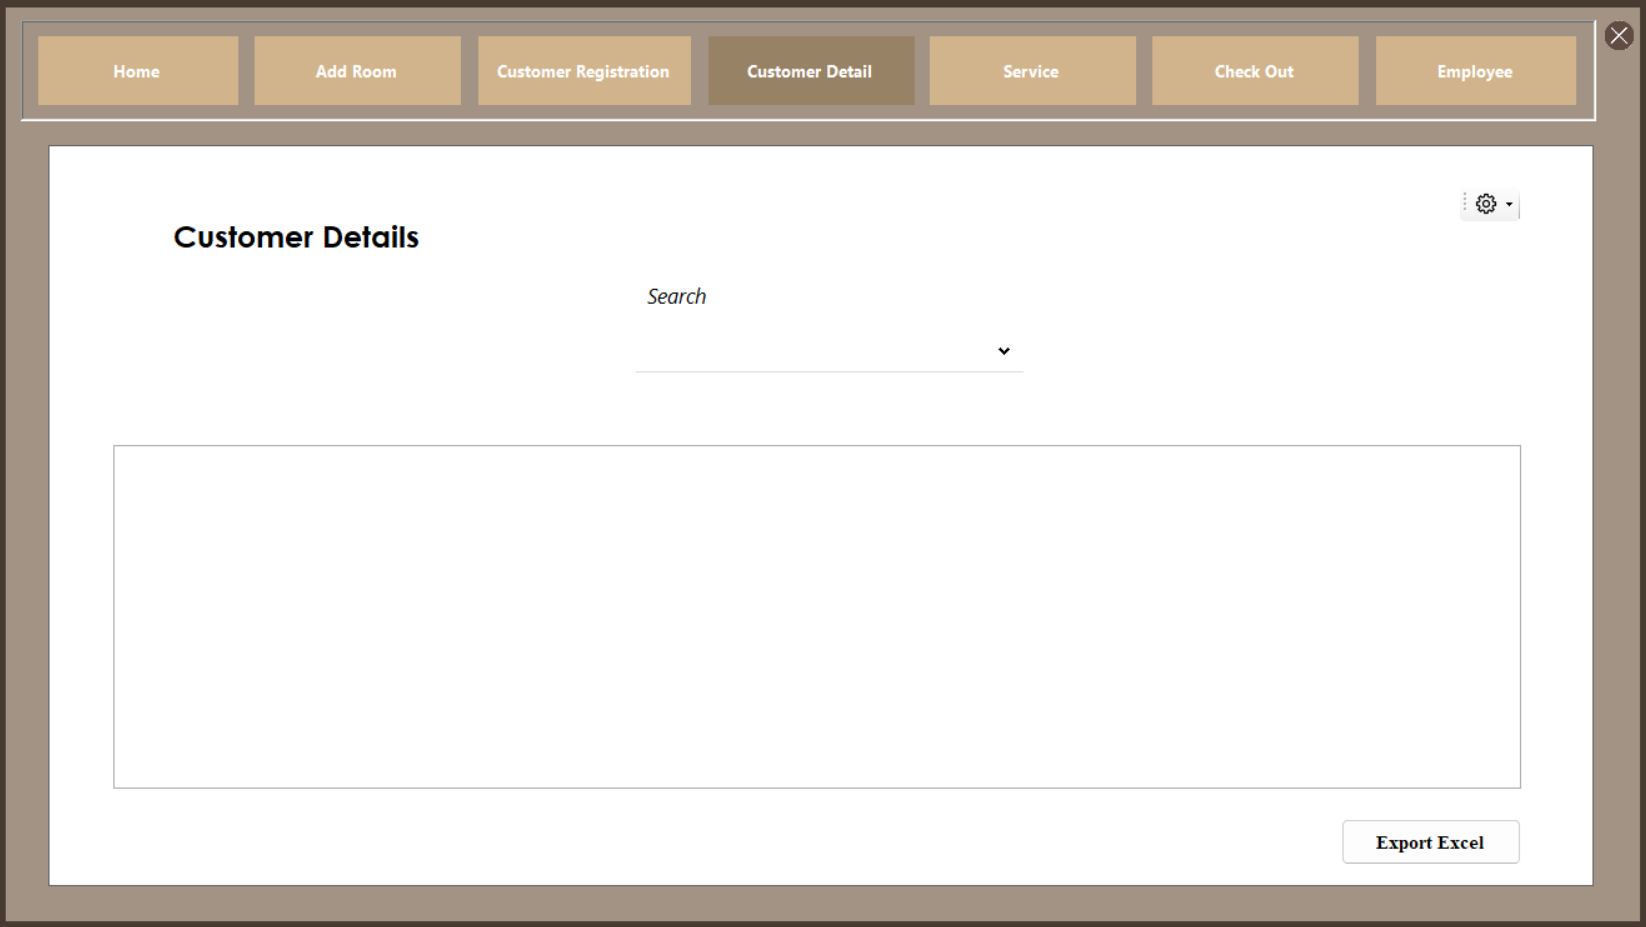 Home Add Room Customer Registration Customer Detail Service Check Out Employee
Customer Details
Search
Export Excel